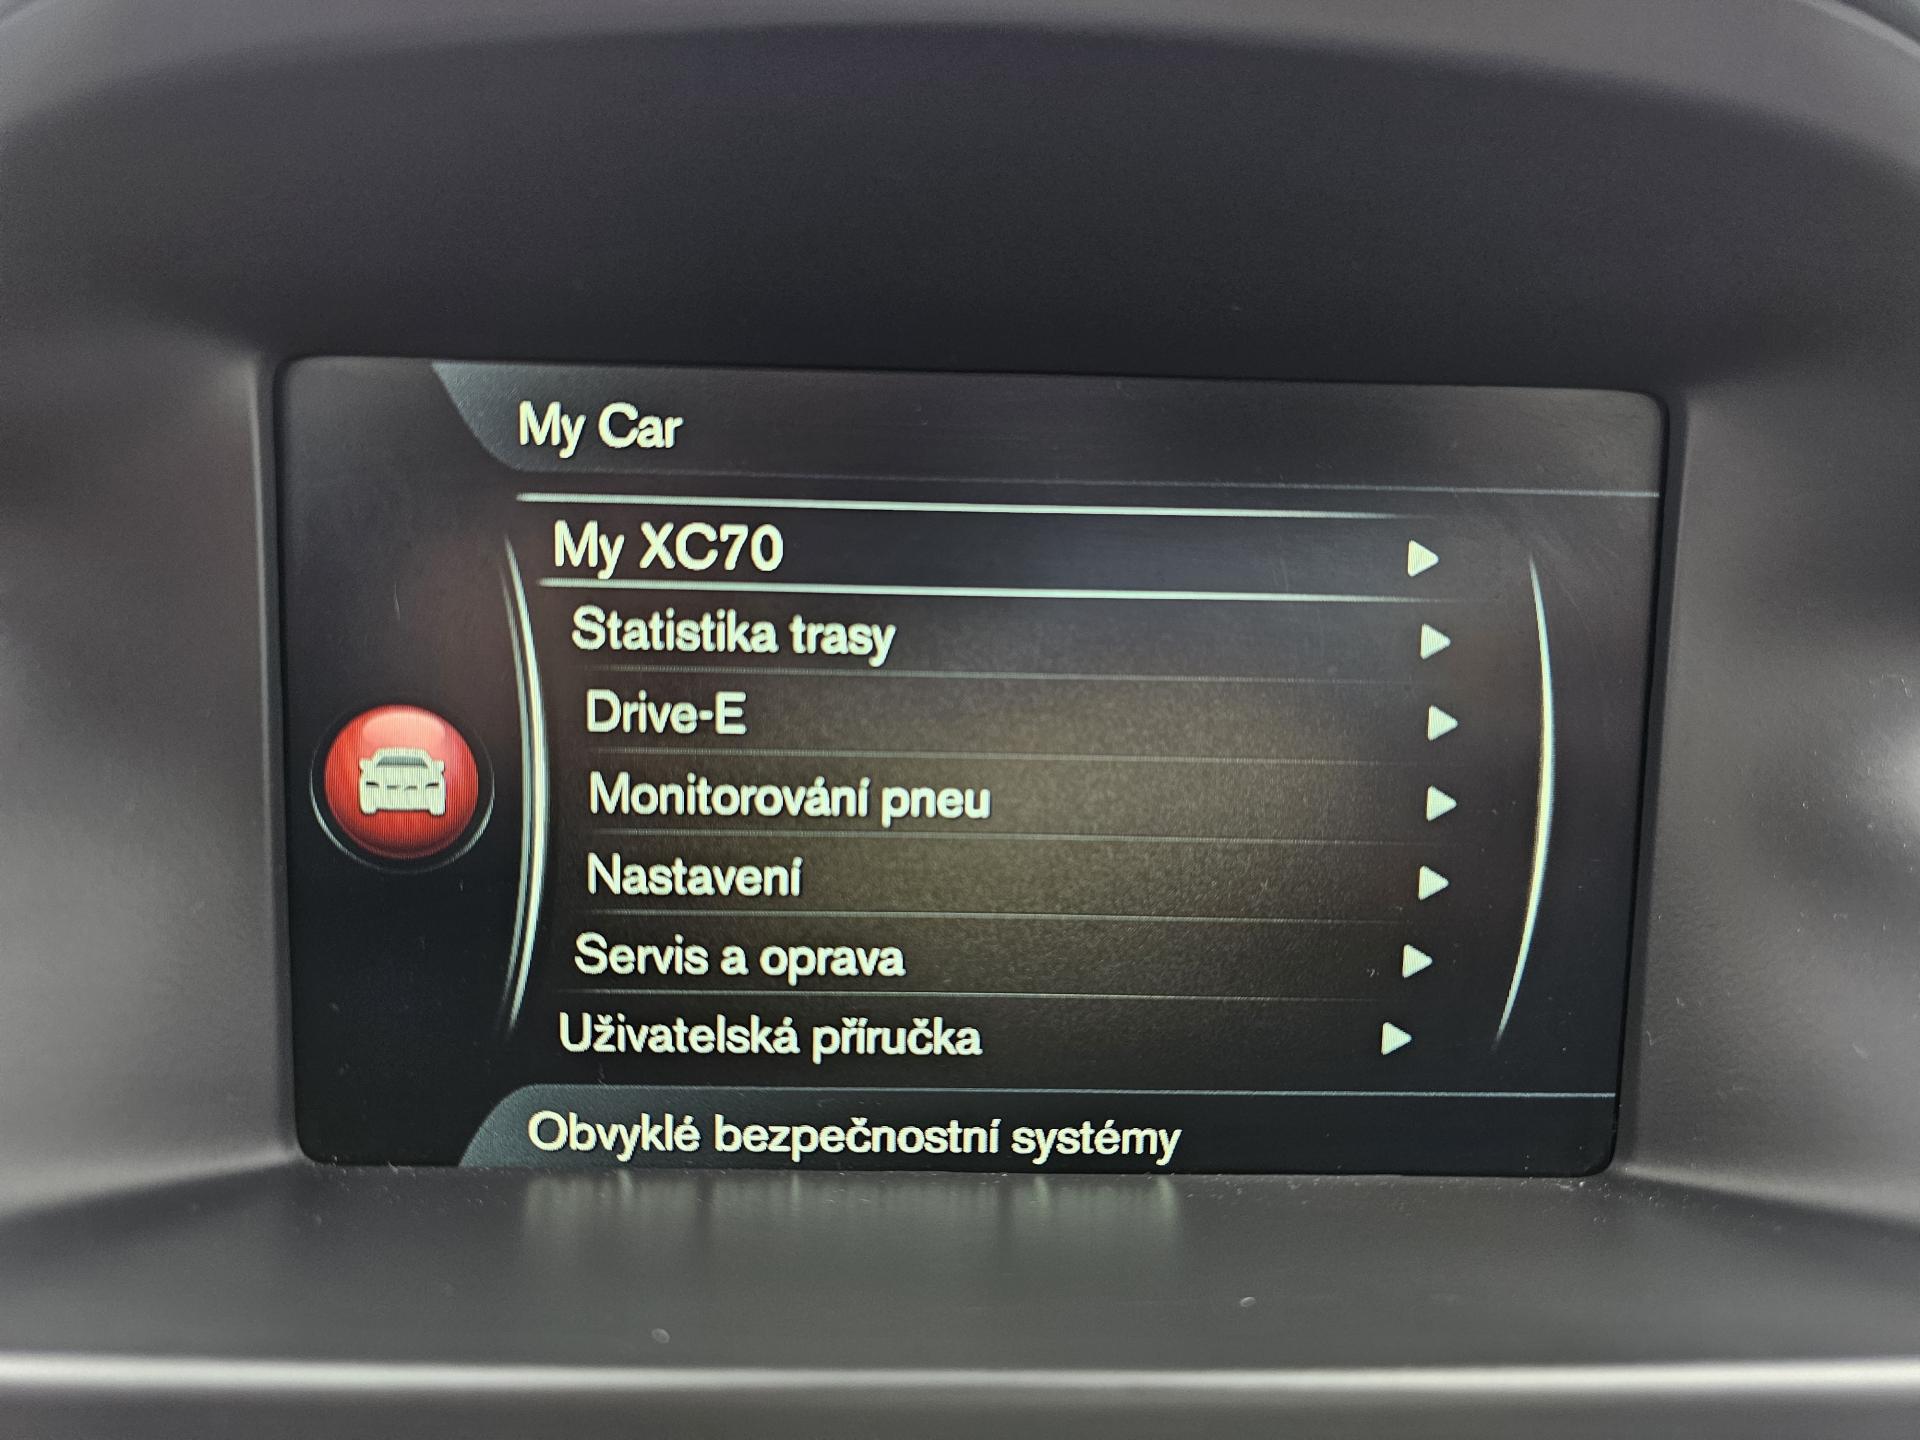 My Car
My XC70
Statistika trasy
Drive-E
Monitorování pneu
Nastavení
Servis a oprava
Uživatelská příručka
Obvyklé bezpečnostní systémy